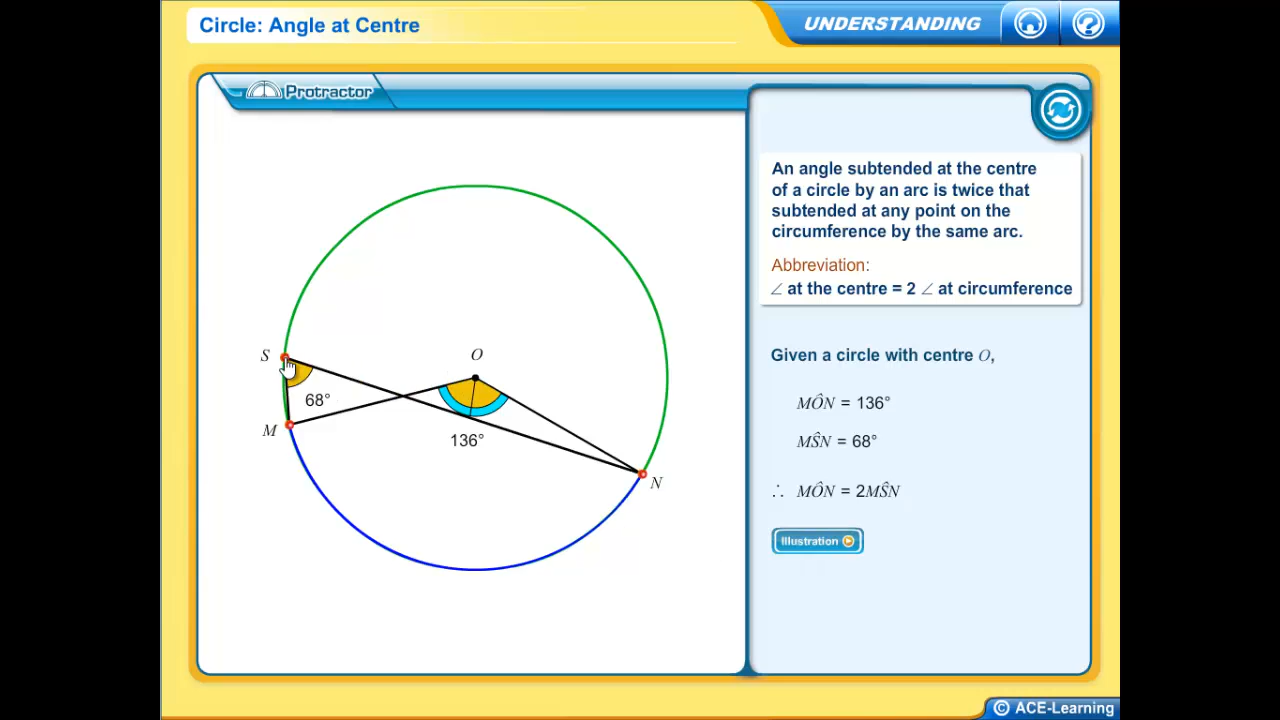 Circle: Angle at Centre
UNDERSTANDING
Protractor
An angle subtended at the centre
of a circle by an arc is twice that
subtended at any point on the
circumference by the same arc.
Abbreviation:
∠ at the centre = 2 ∠ at circumference
S
O
68°
M
136°
N
Given a circle with centre O,
MÔN = 136°
MŜN = 68°
∴ MÔN = 2MŜN
Illustration
© ACE-Learning